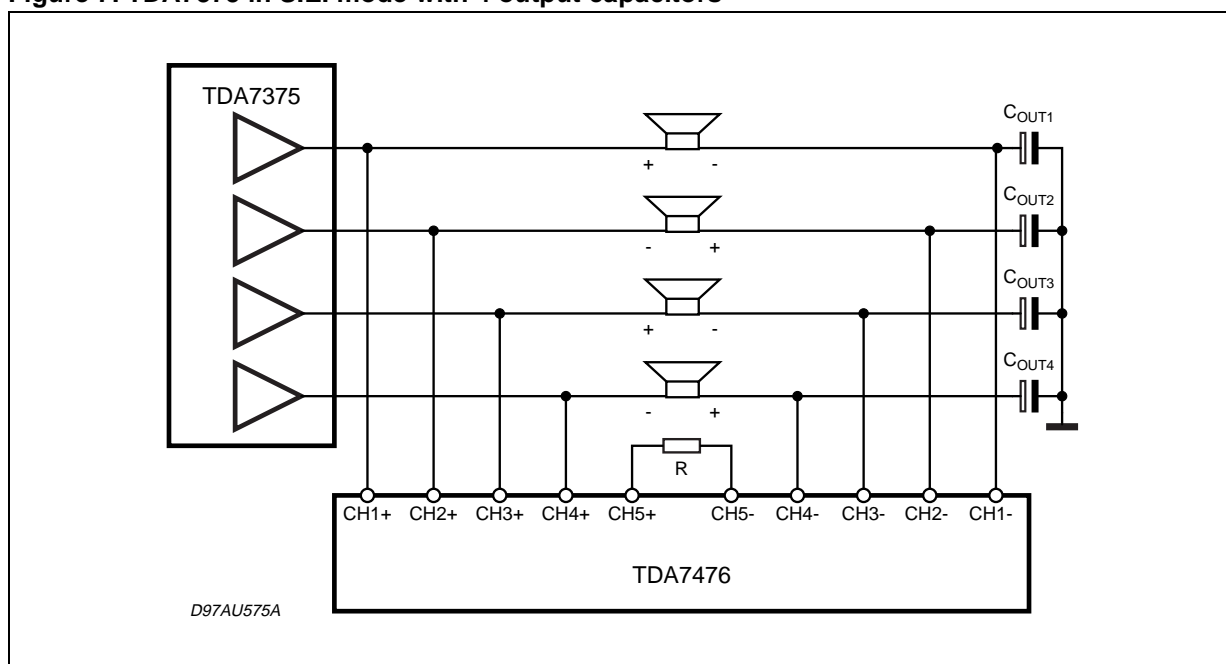 Figure TDA7375 in S.E. mode with 4 output capacitors
TDA7375
COUT1
+ -
COUT2
- +
COUT3
+ -
COUT4
- +
R
CH1+ CH2+ CH3+ CH4+ CH5+ CH5- CH4- CH3- CH2- CH1-
TDA7476
D97AU575A